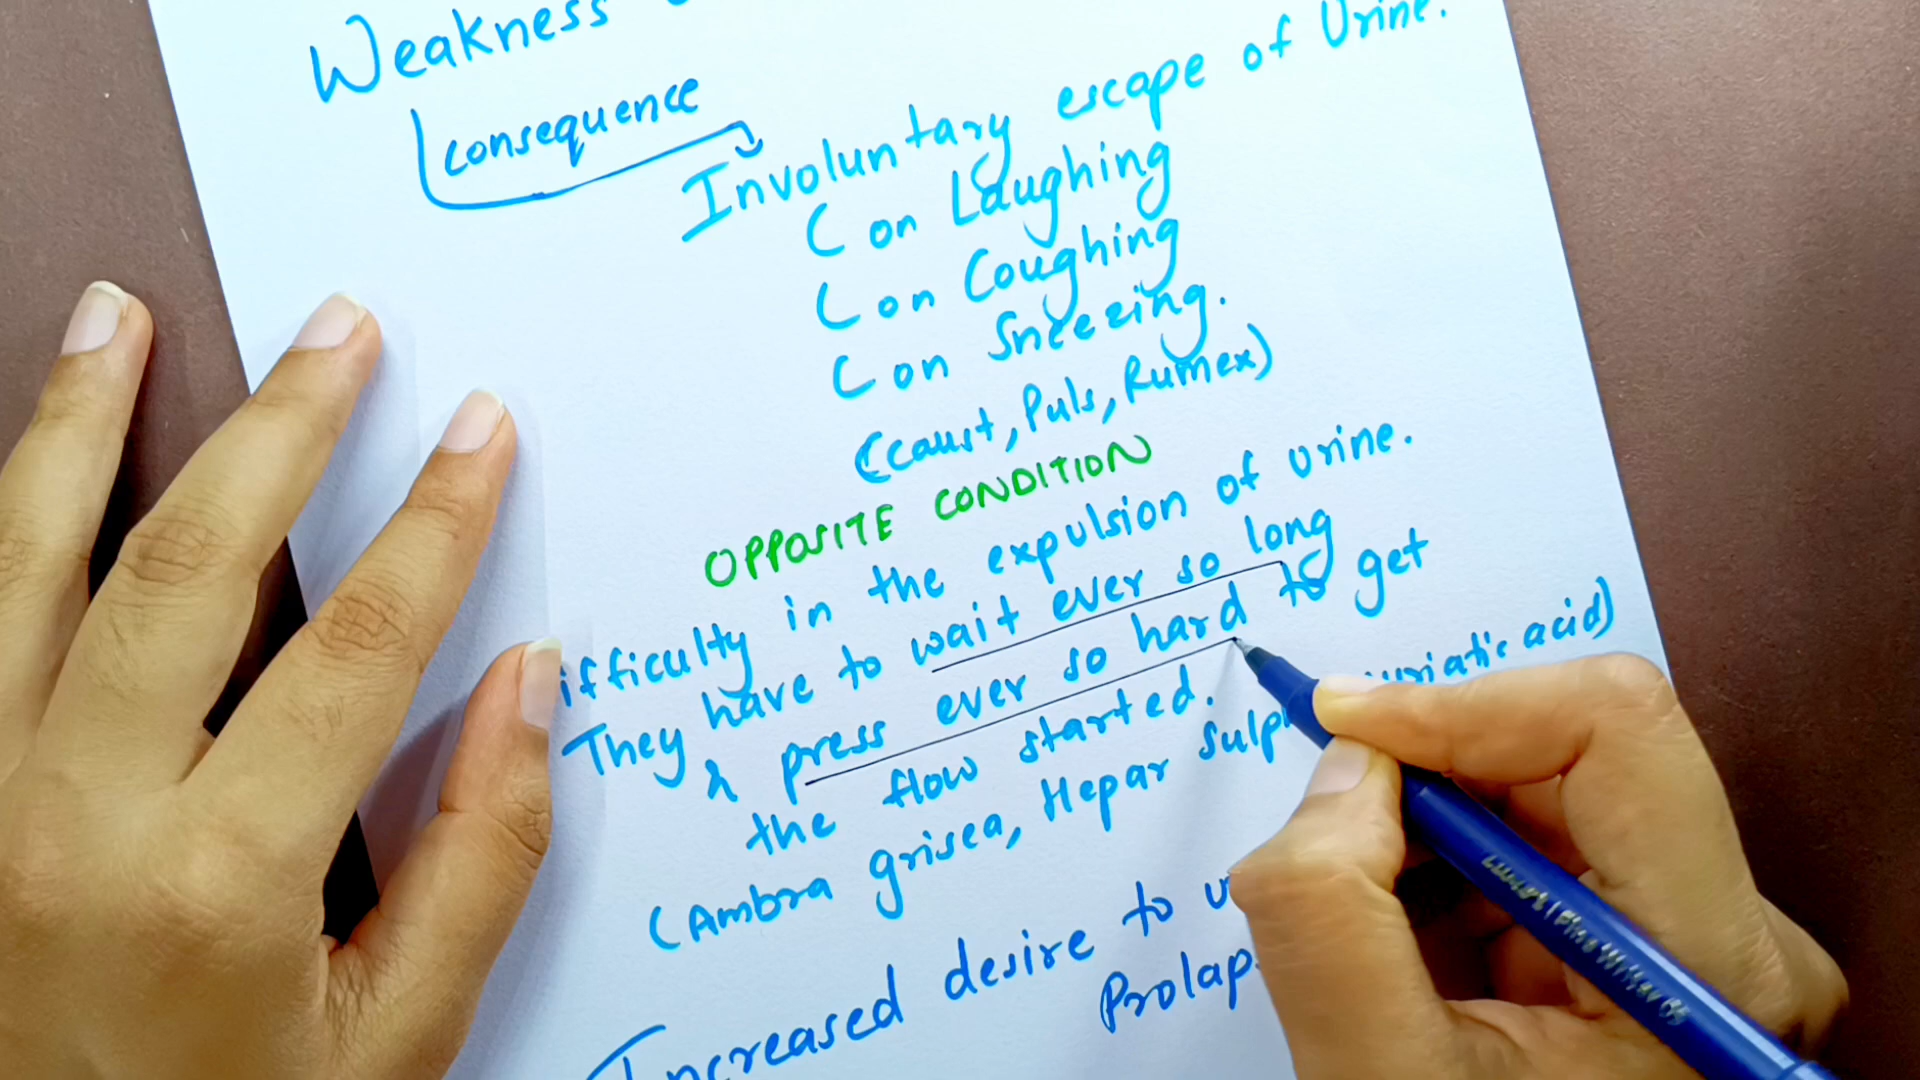 Weakness
consequence
Involuntary escape of Urine.
on Laughing
on Coughing
on Sneezing.
(caust, Puls, Rumex)
OPPOSITE CONDITION
ifficulty in the expulsion of urine.
They have to wait ever so long
& press ever so hard to get
the flow started.
(Ambra grisea, Hepar sulph uriatic acid)
Increased desire to u
Prolap